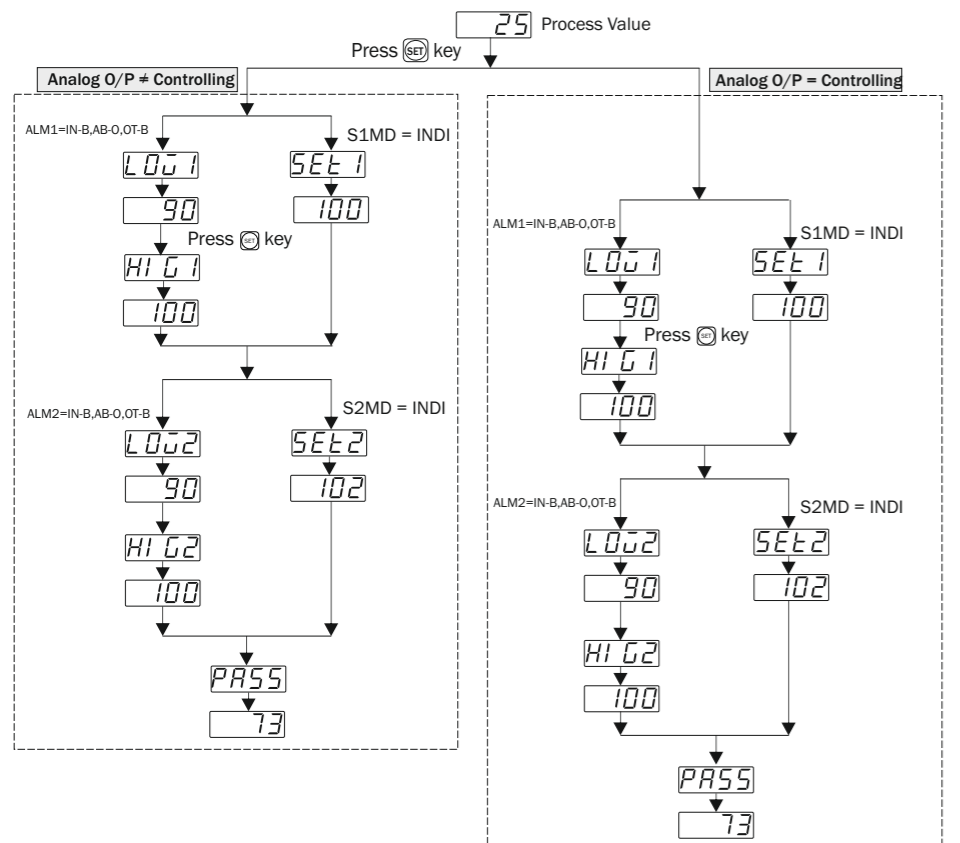 25 Process Value
Press SET key
Analog O/P ≠ Controlling
ALM1=IN-B,AB-O,OT-B
S1MD = INDI
LOW1
SET1
90
100
Press SET key
HIG1
100
ALM2=IN-B,AB-O,OT-B
S2MD = INDI
LOW2
SET2
90
102
HIG2
100
PASS
73
Analog O/P = Controlling
ALM1=IN-B,AB-O,OT-B
S1MD = INDI
LOW1
SET1
90
100
Press SET key
HIG1
100
ALM2=IN-B,AB-O,OT-B
S2MD = INDI
LOW2
SET2
90
102
HIG2
100
PASS
73